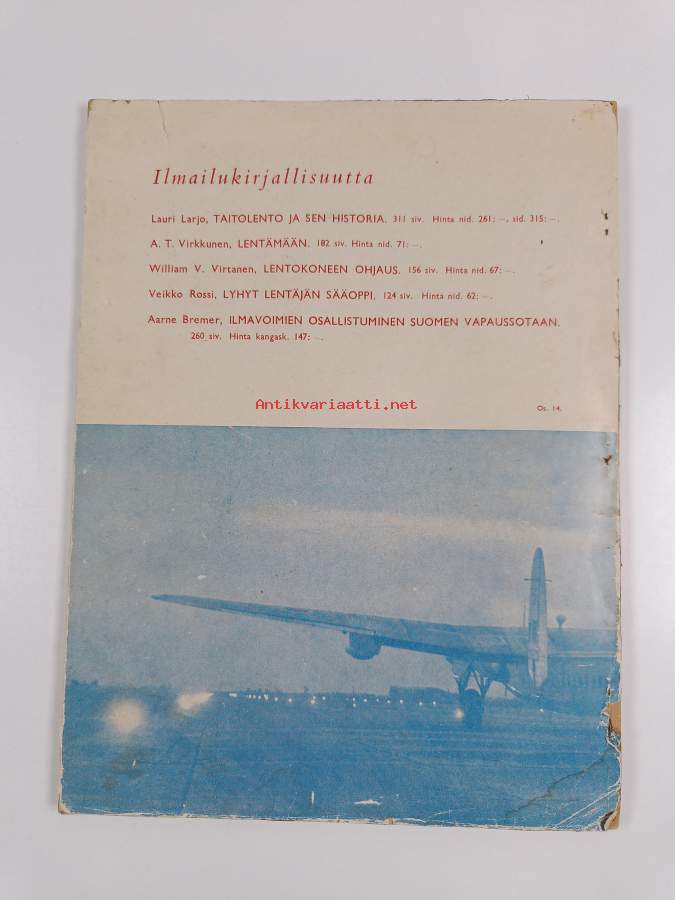 Ilmailukirjallisuutta
Lauri Larjo, TAITOLENTO JA SEN HISTORIA. 311 siv. Hinta nid. 261: –, sid. 315: –.
A. T. Virkkunen, LENTÄMÄÄN. 182 siv. Hinta nid. 71: –.
William V. Virtanen, LENTOKONEEN OHJAUS. 156 siv. Hinta nid. 67: –.
Veikko Rossi, LYHYT LENTÄJÄN SÄÄOPPI. 124 siv. Hinta nid. 62: –.
Aarne Bremer, ILMAVOIMIEN OSALLISTUMINEN SUOMEN VAPAUSSOTAAN.
260 siv. Hinta kangask. 147: –.
Antikvariaatti.net
Os. 14.